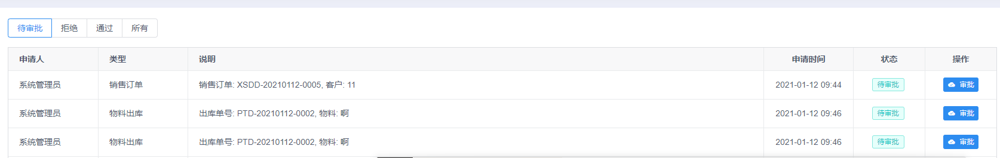 待审批 拒绝 通过 所有
申请人 类型 说明 申请时间 状态 操作
系统管理员 销售订单 销售订单: XSDD-20210112-0005, 客户: 11 2021-01-12 09:44 待审批 审批
系统管理员 物料出库 出库单号: PTD-20210112-0002, 物料: 啊 2021-01-12 09:46 待审批 审批
系统管理员 物料出库 出库单号: PTD-20210112-0002, 物料: 啊 2021-01-12 09:46 待审批 审批